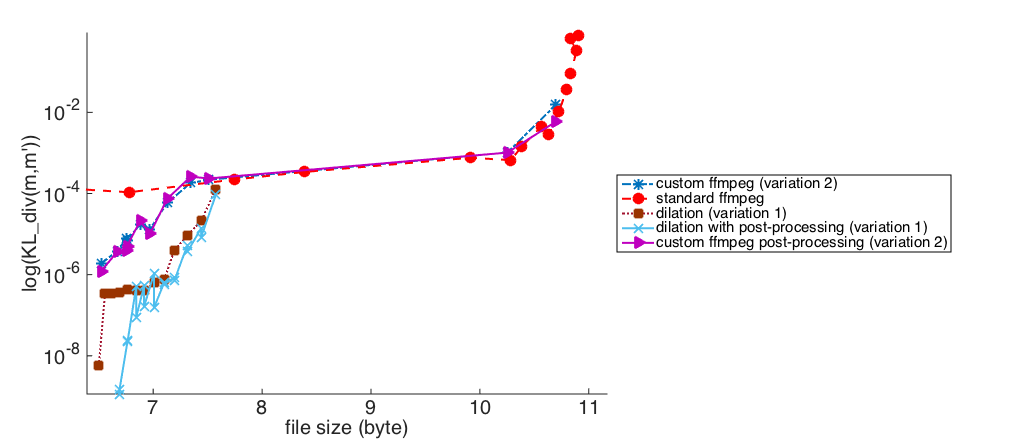 log(KL_div(m,m'))
10-2
10-4
10-6
10-8
7
8
9
10
11
file size (byte)
custom ffmpeg (variation 2)
standard ffmpeg
dilation (variation 1)
dilation with post-processing (variation 1)
custom ffmpeg post-processing (variation 2)